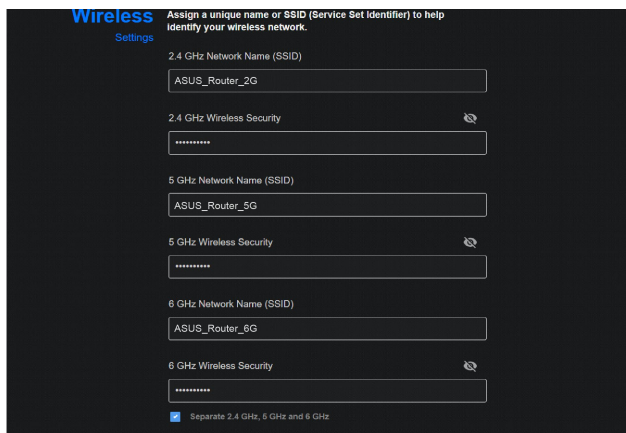 Wireless
Settings
Assign a unique name or SSID (Service Set Identifier) to help
identify your wireless network.
2.4 GHz Network Name (SSID)
ASUS_Router_2G
2.4 GHz Wireless Security
••••••••••
5 GHz Network Name (SSID)
ASUS_Router_5G
5 GHz Wireless Security
••••••••••
6 GHz Network Name (SSID)
ASUS_Router_6G
6 GHz Wireless Security
••••••••••
Separate 2.4 GHz, 5 GHz and 6 GHz